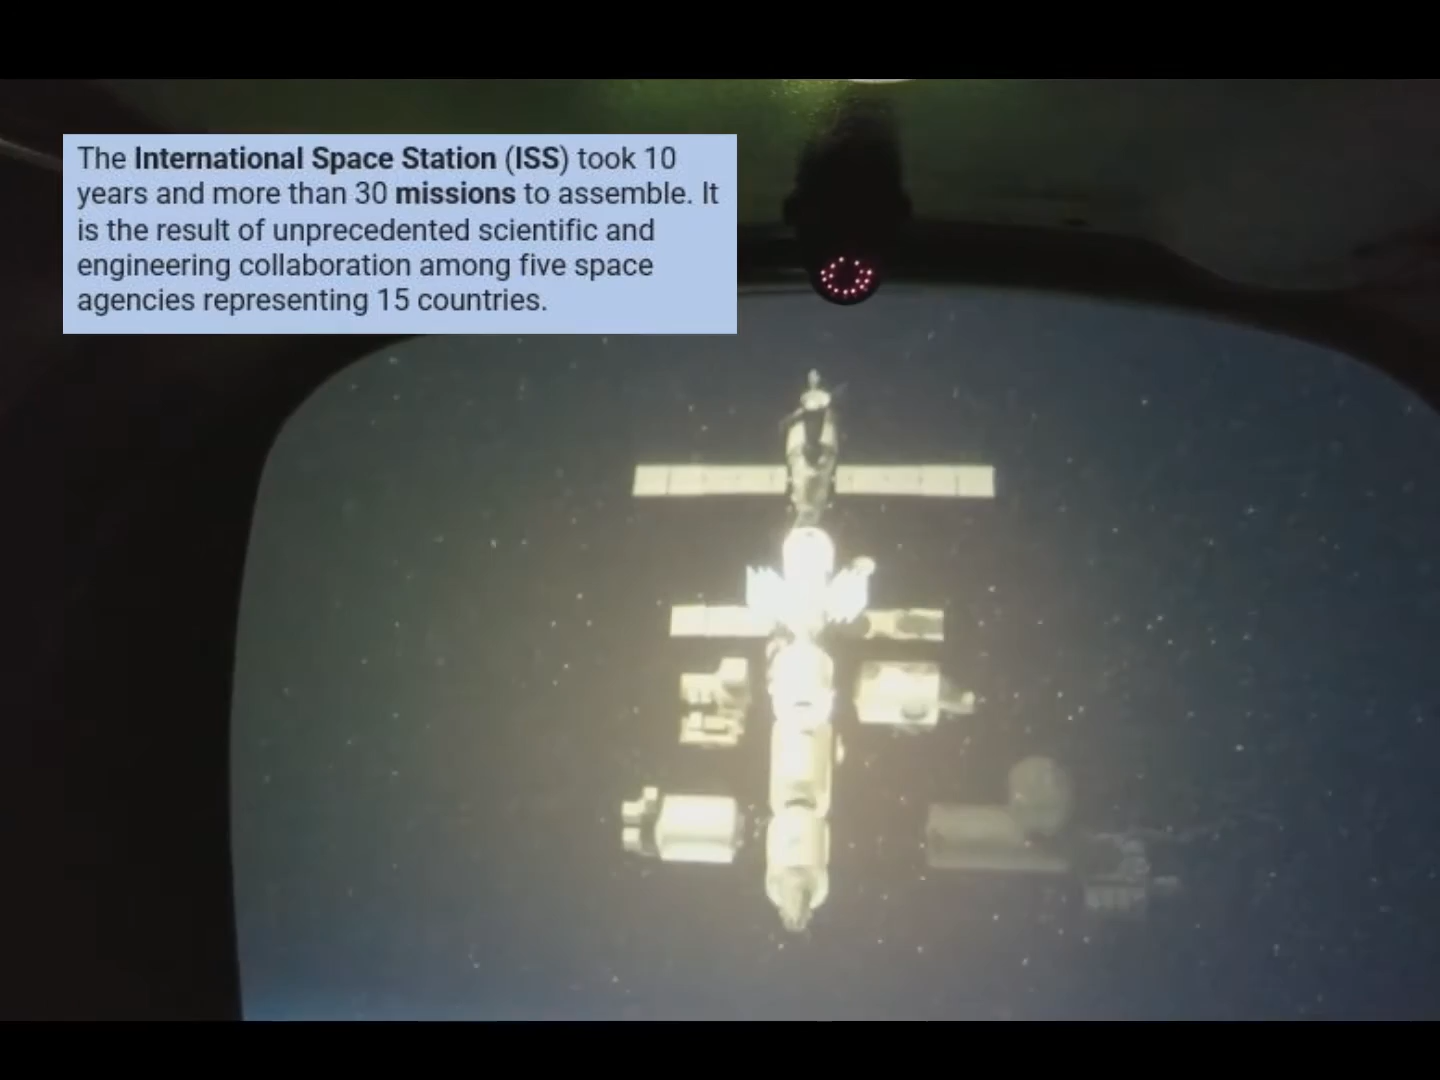 The International Space Station (ISS) took 10
years and more than 30 missions to assemble. It
is the result of unprecedented scientific and
engineering collaboration among five space
agencies representing 15 countries.